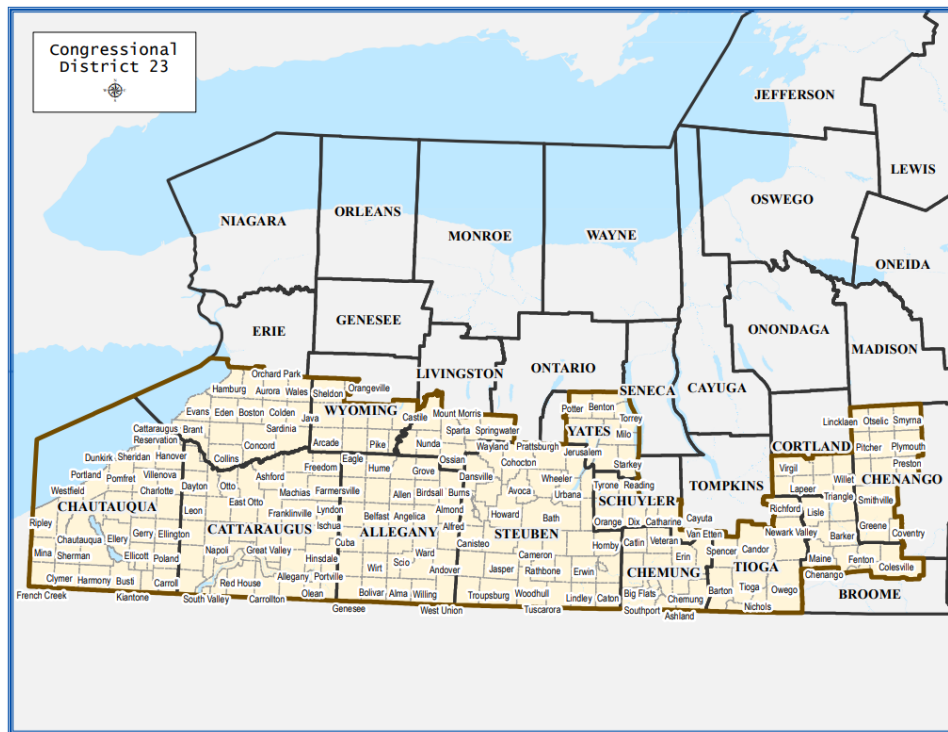 Congressional
District 23
JEFFERSON
LEWIS
OSWEGO
NIAGARA
ORLEANS
MONROE
WAYNE
ONEIDA
ERIE
GENESEE
ONONDAGA
MADISON
LIVINGSTON
ONTARIO
SENECA
CAYUGA
Orchard Park
Hamburg
Aurora
Wales
Sheldon
Orangeville
WYOMING
Castile
Mount Morris
Potter
Benton
Evans
Eden
Boston
Colden
Java
Sparta
Springwater
YATES
Torrey
Milo
Lincklaen
Otselic
Smyrna
Cattaraugus
Reservation
Brant
Sardinia
Arcade
Pike
Nunda
Wayland
Prattsburgh
Jerusalem
CORTLAND
Pitcher
Plymouth
Dunkirk
Sheridan
Hanover
Collins
Concord
Freedom
Eagle
Hume
Grove
Ossian
Cohocton
Starkey
Virgil
Preston
Portland
Pomfret
Villenova
Dayton
Otto
Ashford
Dansville
Wheeler
Tyrone
Reading
TOMPKINS
Willet
CHENANGO
Westfield
Charlotte
Leon
East Otto
Machias
Farmersville
Allen
Birdsall
Burns
Avoca
Urbana
SCHUYLER
Lapeer
Triangle
Smithville
CHAUTAUQUA
Franklinville
Lyndon
Almond
Howard
Bath
Richford
Lisle
Ripley
CATTARAUGUS
Ischua
Belfast
Angelica
Alfred
STEUBEN
Orange
Dix
Catharine
Cayuta
Newark Valley
Greene
Coventry
Chautauqua
Ellery
Gerry
Ellington
Cuba
ALLEGANY
Canisteo
Hornby
Catlin
Veteran
Van Etten
Barker
Mina
Sherman
Ellicott
Poland
Napoli
Great Valley
Hinsdale
Ward
Scio
Cameron
Erin
Spencer
Candor
Maine
Fenton
Colesville
Clymer
Harmony
Busti
Carroll
Red House
Allegany
Portville
Wirt
Andover
Jasper
Rathbone
Erwin
CHEMUNG
TIOGA
Chenango
French Creek
Kiantone
South Valley
Carrollton
Olean
Bolivar
Alma
Willing
Troupsburg
Woodhull
Lindley
Caton
Big Flats
Chemung
Barton
Tioga
Owego
BROOME
Genesee
West Union
Tuscarora
Southport
Ashland
Nichols